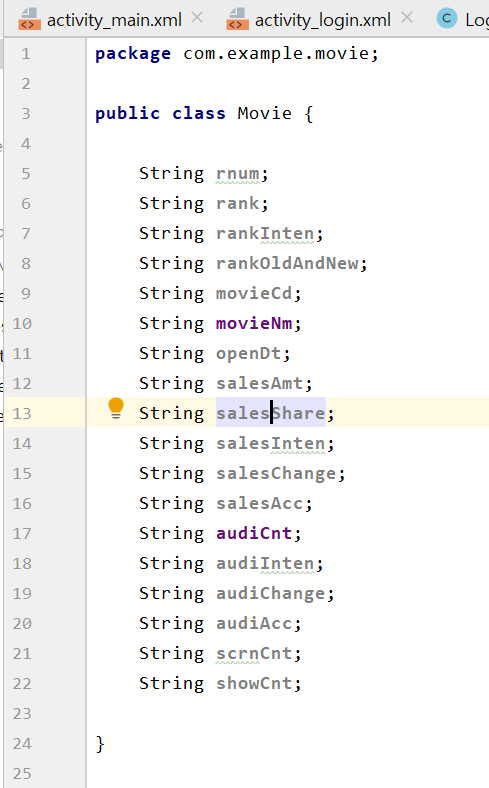 activity_main.xml activity_login.xml C Log
1 package com.example.movie;
2
3 public class Movie {
4
5 String rnum;
6 String rank;
7 String rankInten;
8 String rankOldAndNew;
9 String movieCd;
10 String movieNm;
11 String openDt;
12 String salesAmt;
13 String salesShare;
14 String salesInten;
15 String salesChange;
16 String salesAcc;
17 String audiCnt;
18 String audiInten;
19 String audiChange;
20 String audiAcc;
21 String scrnCnt;
22 String showCnt;
23
24 }
25